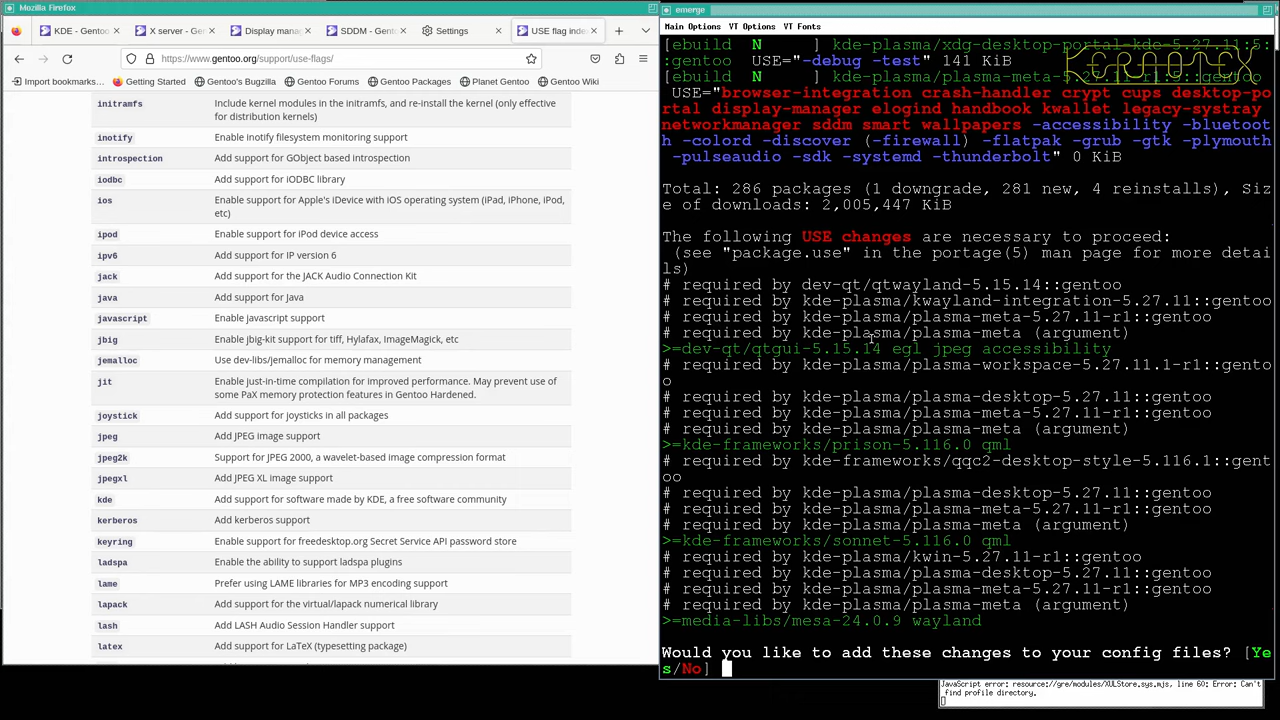 Mozilla Firefox
KDE - Gentoo
X server - Ge
Display mana
SDDM - Gento
Settings
USE flag index
https://www.gentoo.org/support/use-flags/
Import bookmarks...
Getting Started
Gentoo's Bugzilla
Gentoo Forums
Gentoo Packages
Planet Gentoo
Gentoo Wiki
initramfs Include kernel modules in the initramfs, and re-install the kernel (only effective
for distribution kernels)
inotify Enable inotify filesystem monitoring support
introspection Add support for GObject based introspection
iodbc Add support for iODBC library
ios Enable support for Apple's iDevice with iOS operating system (iPad, iPhone, iPod,
etc)
ipod Enable support for iPod device access
ipv6 Add support for IP version 6
jack Add support for the JACK Audio Connection Kit
java Add support for Java
javascript Enable javascript support
jbig Enable jbig-kit support for tiff, Hylafax, ImageMagick, etc
jemalloc Use dev-libs/jemalloc for memory management
jit Enable just-in-time compilation for improved performance. May prevent use of
some PaX memory protection features in Gentoo Hardened.
joystick Add support for joysticks in all packages
jpeg Add JPEG image support
jpeg2k Support for JPEG 2000, a wavelet-based image compression format
jpegxl Add JPEG XL image support
kde Add support for software made by KDE, a free software community
kerberos Add kerberos support
keyring Enable support for freedesktop.org Secret Service API password store
ladspa Enable the ability to support ladspa plugins
lame Prefer using LAME libraries for MP3 encoding support
lapack Add support for the virtual/lapack numerical library
lash Add LASH Audio Session Handler support
latex Add support for LaTeX (typesetting package)
emerge
Main Options VT Options VT Fonts
[ebuild N ] kde-plasma/xdg-desktop-portal-kde-5.27.11:5:
:gentoo USE="-debug -test" 141 KiB
[ebuild N ] kde-plasma/plasma-meta-5.27.11-r1:5::gentoo
USE="browser-integration crash-handler crypt cups desktop-po
rtal display-manager elogind handbook kwallet legacy-systray
networkmanager sddm smart wallpapers -accessibility -bluetoot
h -colord -discover (-firewall) -flatpak -grub -gtk -plymouth
-pulseaudio -sdk -systemd -thunderbolt" 0 KiB
Total: 286 packages (1 downgrade, 281 new, 4 reinstalls), Siz
e of downloads: 2,005,447 KiB
The following USE changes are necessary to proceed:
(see "package.use" in the portage(5) man page for more detai
ls)
# required by dev-qt/qtwayland-5.15.14::gentoo
# required by kde-plasma/kwayland-integration-5.27.11::gentoo
# required by kde-plasma/plasma-meta-5.27.11-r1::gentoo
# required by kde-plasma/plasma-meta (argument)
>=dev-qt/qtgui-5.15.14 egl jpeg accessibility
# required by kde-plasma/plasma-workspace-5.27.11.1-r1::gento
o
# required by kde-plasma/plasma-desktop-5.27.11::gentoo
# required by kde-plasma/plasma-meta-5.27.11-r1::gentoo
# required by kde-plasma/plasma-meta (argument)
>=kde-frameworks/prison-5.116.0 qml
# required by kde-frameworks/qqc2-desktop-style-5.116.1::gent
oo
# required by kde-plasma/plasma-desktop-5.27.11::gentoo
# required by kde-plasma/plasma-meta-5.27.11-r1::gentoo
# required by kde-plasma/plasma-meta (argument)
>=kde-frameworks/sonnet-5.116.0 qml
# required by kde-plasma/kwin-5.27.11-r1::gentoo
# required by kde-plasma/plasma-desktop-5.27.11::gentoo
# required by kde-plasma/plasma-meta-5.27.11-r1::gentoo
# required by kde-plasma/plasma-meta (argument)
>=media-libs/mesa-24.0.9 wayland
Would you like to add these changes to your config files? [Ye
s/No]
JavaScript error: resource://gre/modules/XULStore.sys.mjs, line 60: Error: Can't
find profile directory.